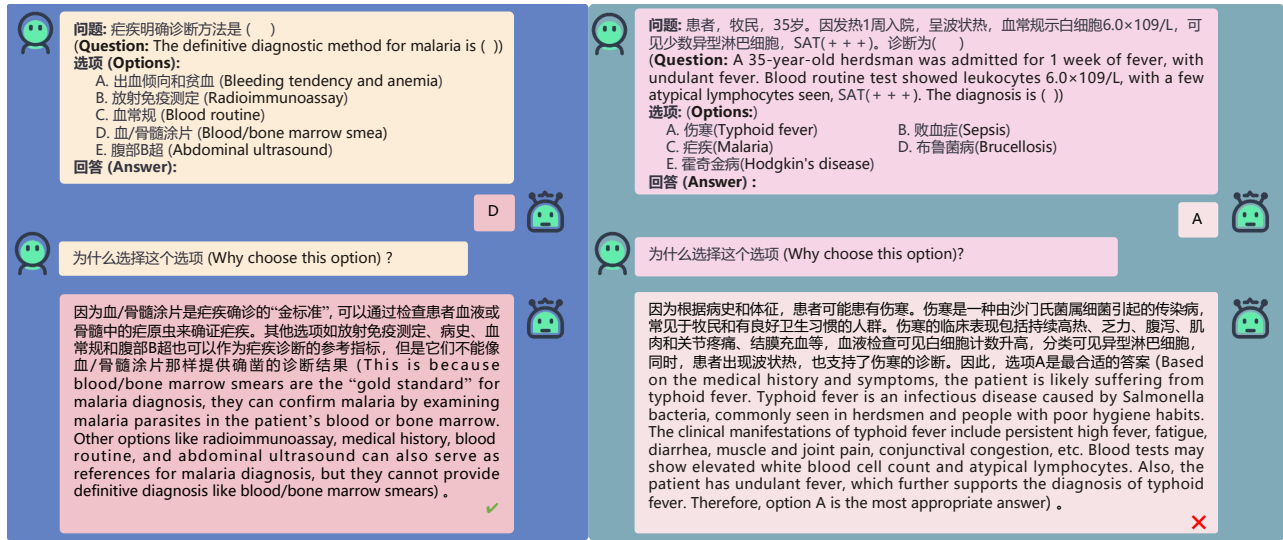 问题: 疟疾明确诊断方法是 (    )
(Question: The definitive diagnostic method for malaria is ( ))
选项 (Options):
A. 出血倾向和贫血 (Bleeding tendency and anemia)
B. 放射免疫测定 (Radioimmunoassay)
C. 血常规 (Blood routine)
D. 血/骨髓涂片 (Blood/bone marrow smea)
E. 腹部B超 (Abdominal ultrasound)
回答 (Answer):
D
为什么选择这个选项 (Why choose this option) ?
因为血/骨髓涂片是疟疾确诊的“金标准”, 可以通过检查患者血液或
骨髓中的疟原虫来确证疟疾。其他选项如放射免疫测定、病史、血
常规和腹部B超也可以作为疟疾诊断的参考指标，但是它们不能像
血/骨髓涂片那样提供确凿的诊断结果 (This is because
blood/bone marrow smears are the “gold standard” for
malaria diagnosis, they can confirm malaria by examining
malaria parasites in the patient’s blood or bone marrow.
Other options like radioimmunoassay, medical history, blood
routine, and abdominal ultrasound can also serve as
references for malaria diagnosis, but they cannot provide
definitive diagnosis like blood/bone marrow smears) 。
问题: 患者，牧民，35岁。因发热1周入院，呈波状热，血常规示白细胞6.0×109/L，可
见少数异型淋巴细胞，SAT(+++)。诊断为(    )
(Question: A 35-year-old herdsman was admitted for 1 week of fever, with
undulant fever. Blood routine test showed leukocytes 6.0×109/L, with a few
atypical lymphocytes seen, SAT(+++). The diagnosis is ( ))
选项: (Options:)
A. 伤寒(Typhoid fever) B. 败血症(Sepsis)
C. 疟疾(Malaria) D. 布鲁菌病(Brucellosis)
E. 霍奇金病(Hodgkin's disease)
回答 (Answer) :
A
为什么选择这个选项 (Why choose this option)?
因为根据病史和体征，患者可能患有伤寒。伤寒是一种由沙门氏菌属细菌引起的传染病,
常见于牧民和有良好卫生习惯的人群。伤寒的临床表现包括持续高热、乏力、腹泻、肌
肉和关节疼痛、结膜充血等，血液检查可见白细胞计数升高，分类可见异型淋巴细胞，
同时，患者出现波状热，也支持了伤寒的诊断。因此，选项A是最合适的答案 (Based
on the medical history and symptoms, the patient is likely suffering from
typhoid fever. Typhoid fever is an infectious disease caused by Salmonella
bacteria, commonly seen in herdsmen and people with poor hygiene habits.
The clinical manifestations of typhoid fever include persistent high fever, fatigue,
diarrhea, muscle and joint pain, conjunctival congestion, etc. Blood tests may
show elevated white blood cell count and atypical lymphocytes. Also, the
patient has undulant fever, which further supports the diagnosis of typhoid
fever. Therefore, option A is the most appropriate answer) 。